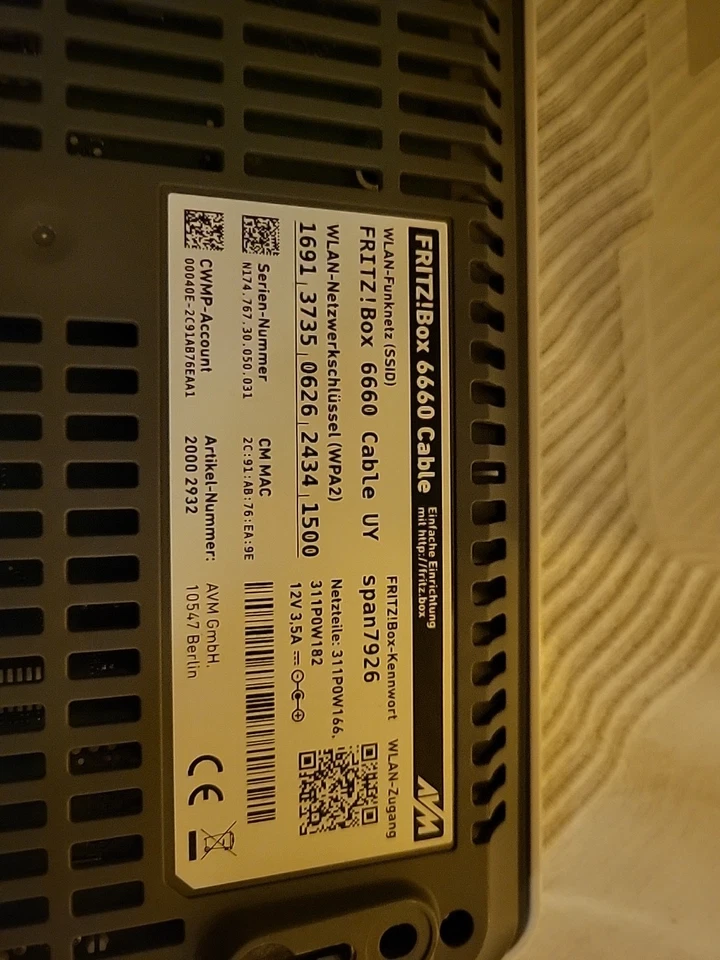 FRITZ!Box 6660 Cable
Einfache Einrichtung
mit http://fritz.box
AVM
WLAN-Funknetz (SSID)
FRITZ!Box 6660 Cable UY
FRITZ!Box-Kennwort
span7926
WLAN-Zugang
WLAN-Netzwerkschlüssel (WPA2)
1691 3735 0626 2434 1500
Netzteile: 311P0W166,
311P0W182
12V 3,5A
Serien-Nummer
N174.767.30.050.031
CM MAC
2C:91:AB:76:EA:9E
CWMP-Account
00040E-2C91AB76EAA1
Artikel-Nummer:
2000 2932
AVM GmbH,
10547 Berlin
CE